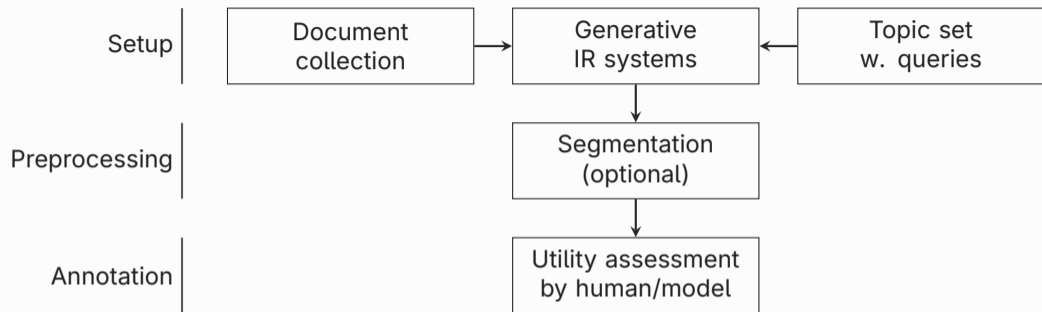 Setup
Document
collection
Generative
IR systems
Topic set
w. queries
Preprocessing
Segmentation
(optional)
Annotation
Utility assessment
by human/model